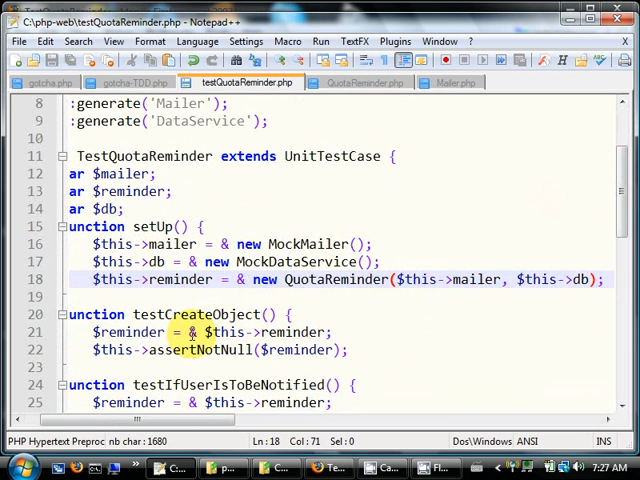 C:\php-web\testQuotaReminder.php - Notepad++
File Edit Search View Format Language Settings Macro Run TextFX Plugins Window ?
gotcha.php gotcha-TDD.php testQuotaReminder.php QuotaReminder.php Mailer.php
8 :generate('Mailer');
9 :generate('DataService');
10
11 TestQuotaReminder extends UnitTestCase {
12 ar $mailer;
13 ar $reminder;
14 ar $db;
15 unction setUp() {
16 $this->mailer = & new MockMailer();
17 $this->db = & new MockDataService();
18 $this->reminder = & new QuotaReminder($this->mailer, $this->db);
19
20 unction testCreateObject() {
21 $reminder = & $this->reminder;
22 $this->assertNotNull($reminder);
23
24 unction testIfUserIsToBeNotified() {
25 $reminder = & $this->reminder;
PHP Hypertext Preproc nb char : 1680 Ln : 18 Col : 71 Sel : 0 Dos\Windows ANSI INS
C:... p... C... Te... Ca... Fl... 7:27 AM